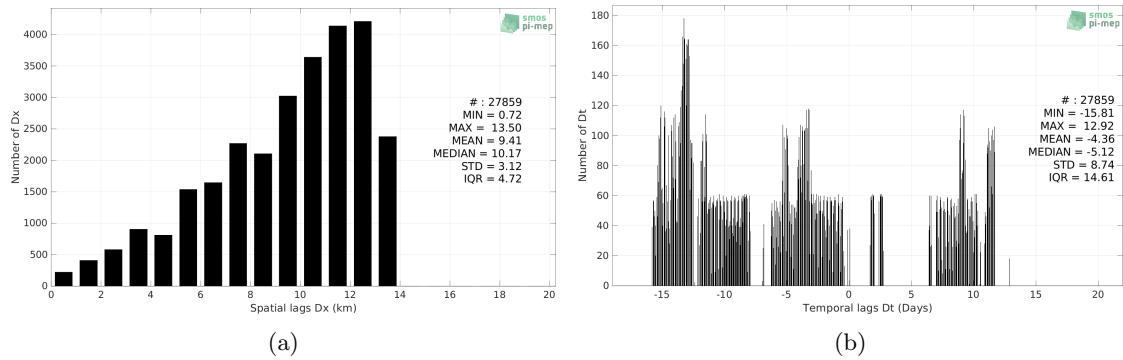 smos
pi-mep
4000
3500
3000
2500
2000
1500
1000
500
0
Number of Dx
# : 27859
MIN = 0.72
MAX = 13.50
MEAN = 9.41
MEDIAN = 10.17
STD = 3.12
IQR = 4.72
0 2 4 6 8 10 12 14 16 18 20
Spatial lags Dx (km)
(a)
smos
pi-mep
180
160
140
120
100
80
60
40
20
0
Number of Dt
# : 27859
MIN = -15.81
MAX = 12.92
MEAN = -4.36
MEDIAN = -5.12
STD = 8.74
IQR = 14.61
-15 -10 -5 0 5 10 15 20
Temporal lags Dt (Days)
(b)